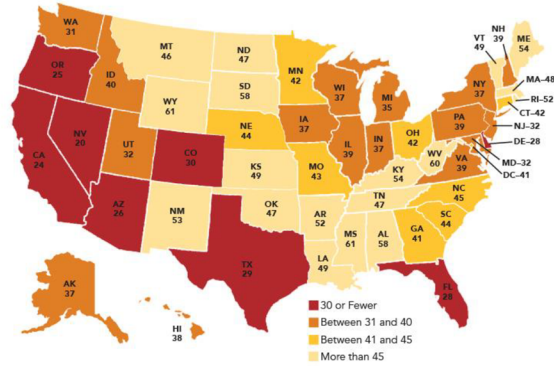 WA
31
OR
25
CA
24
NV
20
ID
40
MT
46
WY
61
UT
32
AZ
26
CO
30
NM
53
ND
47
SD
58
NE
44
KS
49
OK
47
TX
29
MN
42
IA
37
MO
43
AR
52
LA
49
WI
37
IL
39
MI
35
IN
37
OH
42
KY
54
TN
47
MS
61
AL
58
GA
41
FL
28
SC
44
NC
45
VA
39
WV
60
PA
39
NY
37
VT
49
NH
39
ME
54
MA–48
RI–52
CT–42
NJ–32
DE–28
MD–32
DC–41
AK
37
HI
38
30 or Fewer
Between 31 and 40
Between 41 and 45
More than 45